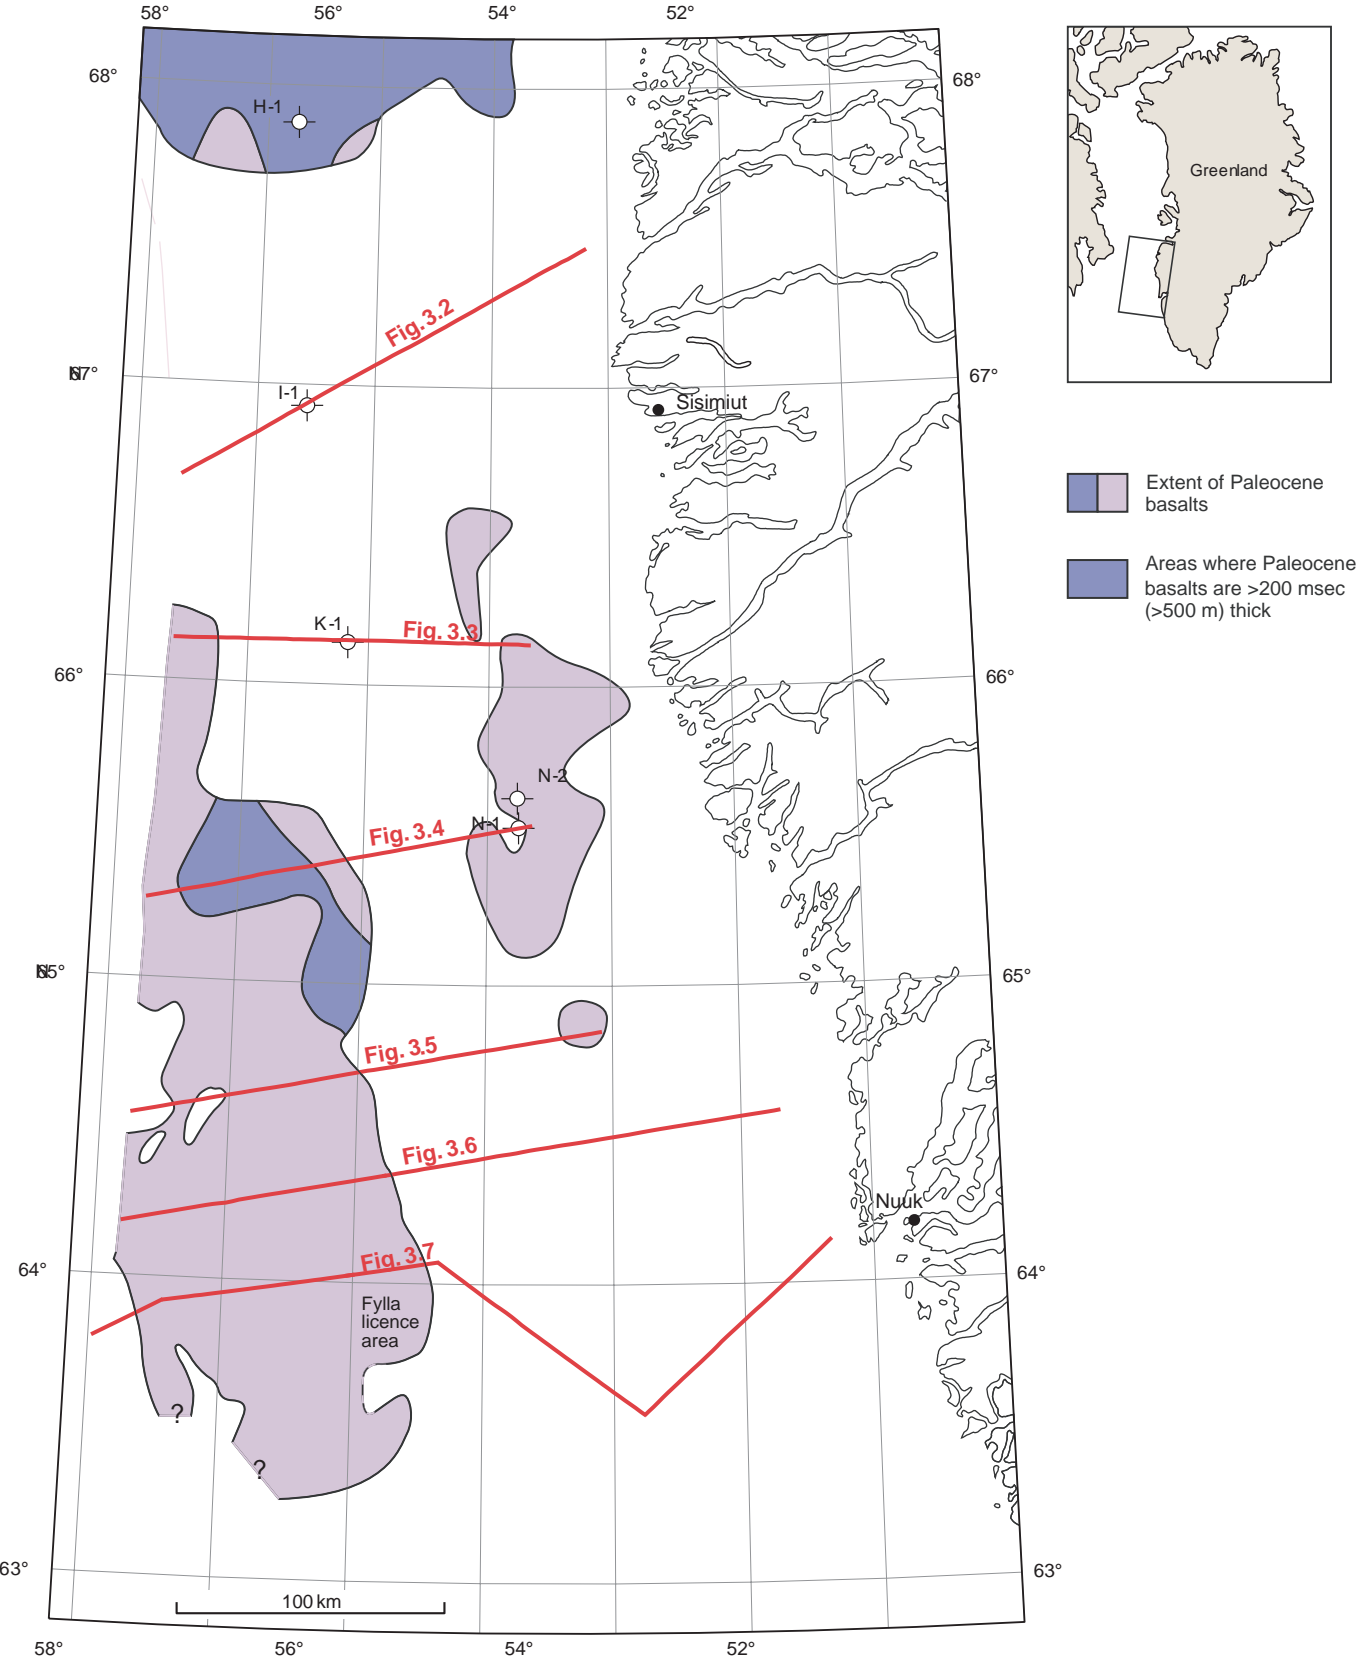 58°
56°
54°
52°
68°
68°
H-1
Greenland
Fig. 3.2
67°
67°
I-1
Sisimiut
Extent of Paleocene
basalts
Areas where Paleocene
basalts are >200 msec
(>500 m) thick
K-1
Fig. 3.3
66°
66°
N-2
N-1
Fig. 3.4
65°
65°
Fig. 3.5
Fig. 3.6
Nuuk
Fig. 3.7
64°
64°
Fylla
licence
area
?
?
63°
63°
100 km
58°
56°
54°
52°